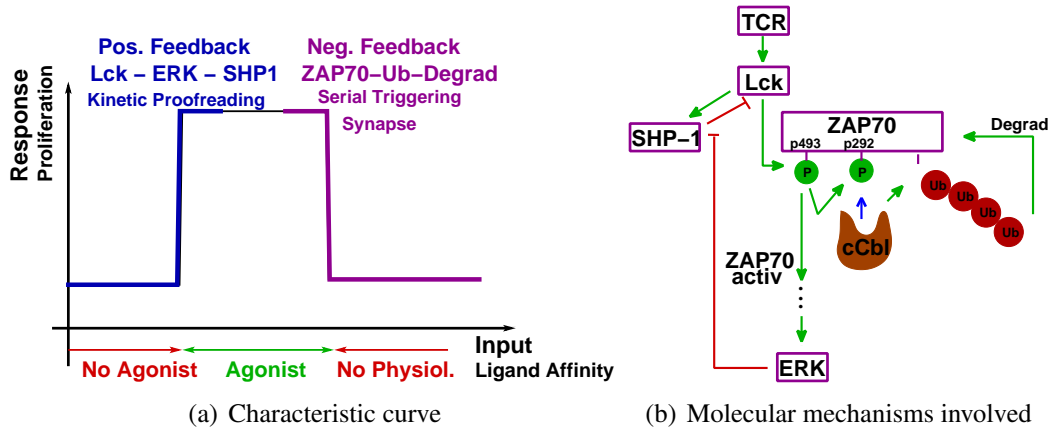 Pos. Feedback
Lck – ERK – SHP1
Kinetic Proofreading
Neg. Feedback
ZAP70–Ub–Degrad
Serial Triggering
Synapse
Response
Proliferation
Input
Ligand Affinity
No Agonist
Agonist
No Physiol.
(a) Characteristic curve
TCR
Lck
SHP–1
ZAP70
p493
p292
P
P
Degrad
Ub
Ub
Ub
Ub
cCbl
ZAP70
activ
ERK
(b) Molecular mechanisms involved